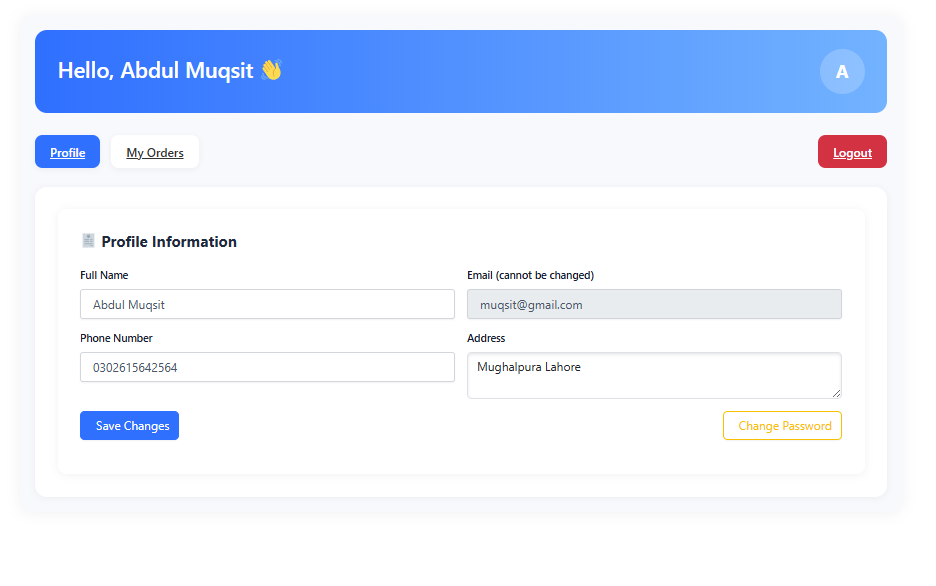 Hello, Abdul Muqsit 👋
A
Profile
My Orders
Logout
Profile Information
Full Name
Email (cannot be changed)
Abdul Muqsit
muqsit@gmail.com
Phone Number
Address
0302615642564
Mughalpura Lahore
Save Changes
Change Password